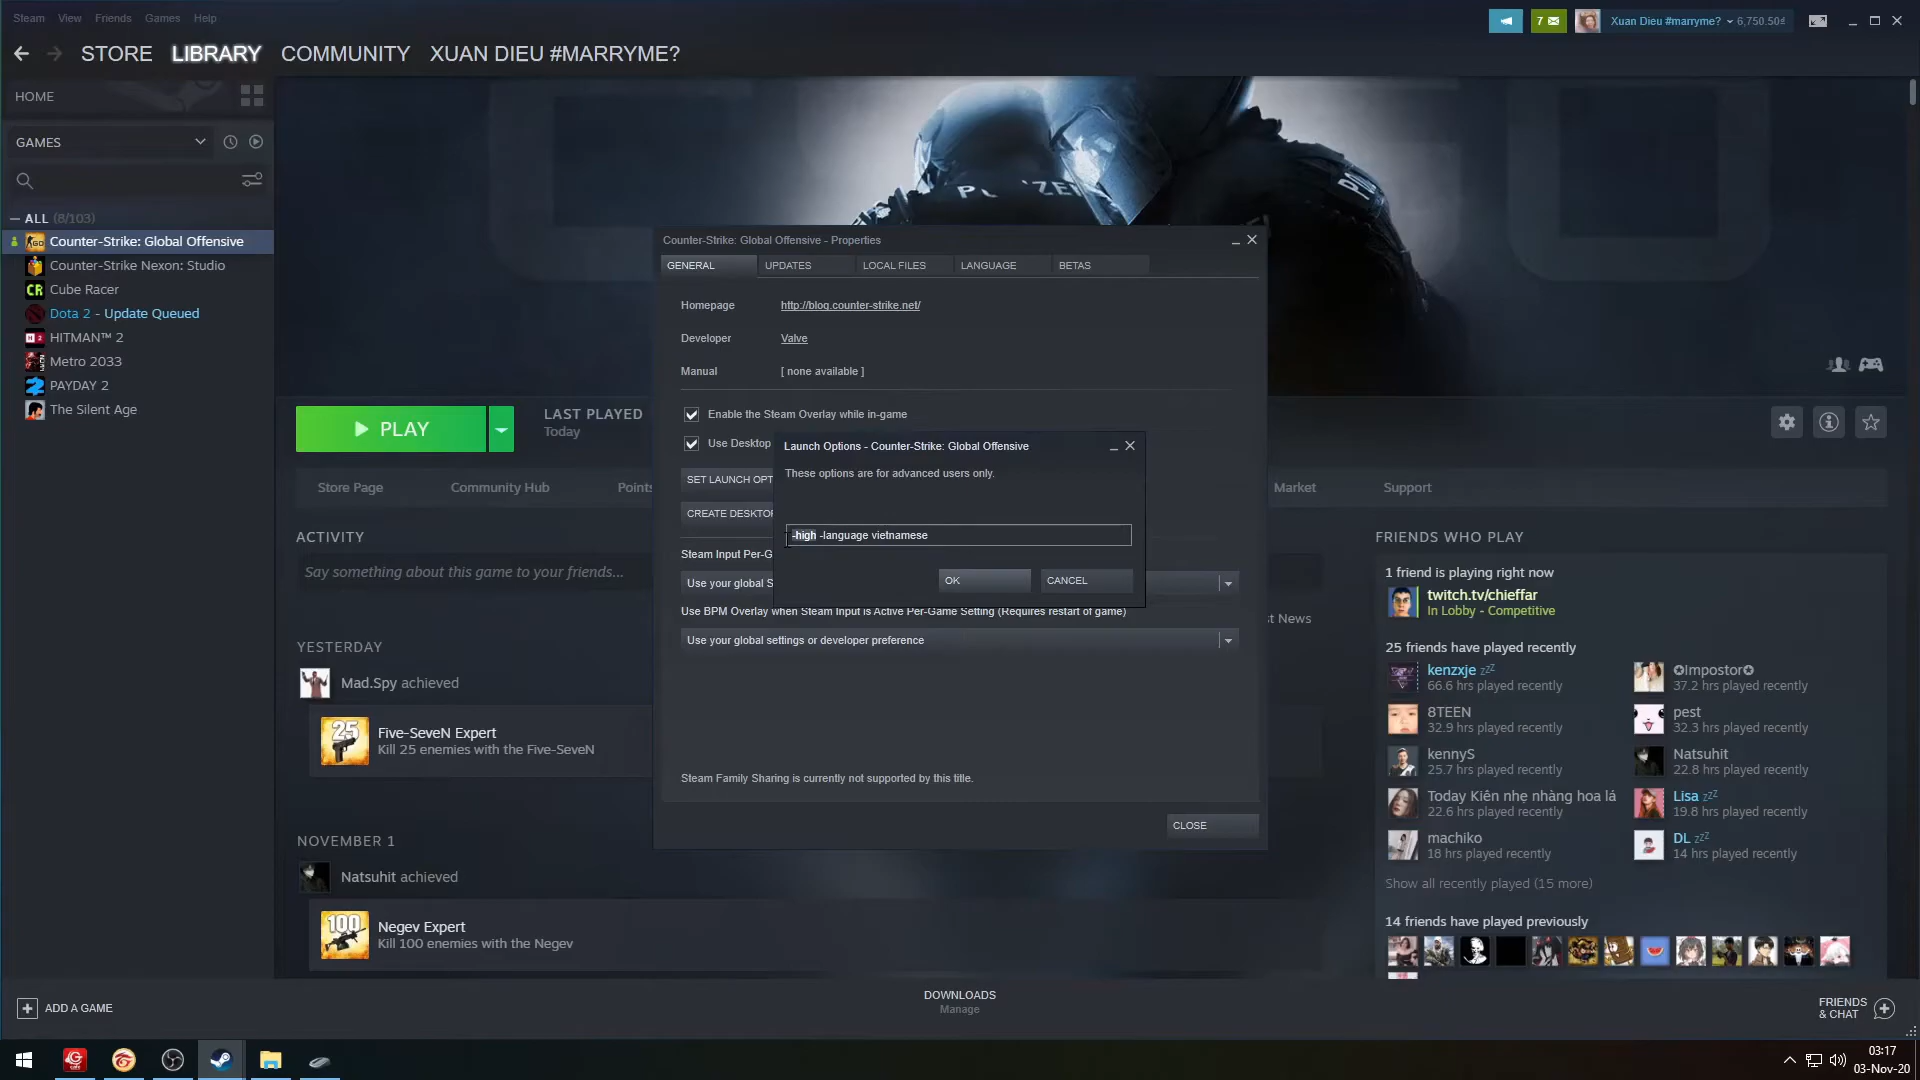 Steam View Friends Games Help
7
Xuan Dieu #marryme? 6,750.50₫
STORE LIBRARY COMMUNITY XUAN DIEU #MARRYME?
HOME
GAMES
ALL (8/103)
Counter-Strike: Global Offensive
Counter-Strike Nexon: Studio
Cube Racer
Dota 2 - Update Queued
HITMAN™ 2
Metro 2033
PAYDAY 2
The Silent Age
PLAY
LAST PLAYED
Today
Store Page
Community Hub
Points
Market
Support
ACTIVITY
Say something about this game to your friends...
st News
YESTERDAY
Mad.Spy achieved
25
Five-SeveN Expert
Kill 25 enemies with the Five-SeveN
NOVEMBER 1
Natsuhit achieved
100
Negev Expert
Kill 100 enemies with the Negev
Counter-Strike: Global Offensive - Properties
GENERAL
UPDATES
LOCAL FILES
LANGUAGE
BETAS
Homepage
http://blog.counter-strike.net/
Developer
Valve
Manual
[ none available ]
Enable the Steam Overlay while in-game
Use Desktop
SET LAUNCH OPT
CREATE DESKTOP
Steam Input Per-G
Use your global S
Use BPM Overlay when Steam Input is Active Per-Game Setting (Requires restart of game)
Use your global settings or developer preference
Steam Family Sharing is currently not supported by this title.
CLOSE
Launch Options - Counter-Strike: Global Offensive
These options are for advanced users only.
-high -language vietnamese
OK
CANCEL
FRIENDS WHO PLAY
1 friend is playing right now
twitch.tv/chieffar
In Lobby - Competitive
25 friends have played recently
kenzxje zzz
66.6 hrs played recently
✪Impostor✪
37.2 hrs played recently
8TEEN
32.9 hrs played recently
pest
32.3 hrs played recently
kennyS
25.7 hrs played recently
Natsuhit
22.8 hrs played recently
Today Kiên nhẹ nhàng hoa lá
22.6 hrs played recently
Lisa zzz
19.8 hrs played recently
machiko
18 hrs played recently
DL zzz
14 hrs played recently
Show all recently played (15 more)
14 friends have played previously
ADD A GAME
DOWNLOADS
Manage
FRIENDS
& CHAT
03:17
03-Nov-20